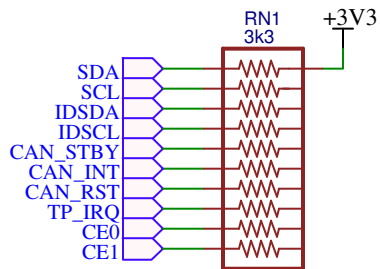 RN1
3k3
+3V3
SDA
SCL
IDSDA
IDSCL
CAN_STBY
CAN_INT
CAN_RST
TP_IRQ
CE0
CE1